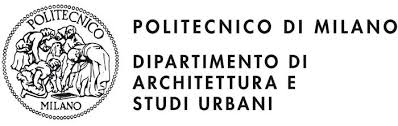 POLITECNICO
MILANO
POLITECNICO DI MILANO
DIPARTIMENTO DI
ARCHITETTURA E
STUDI URBANI